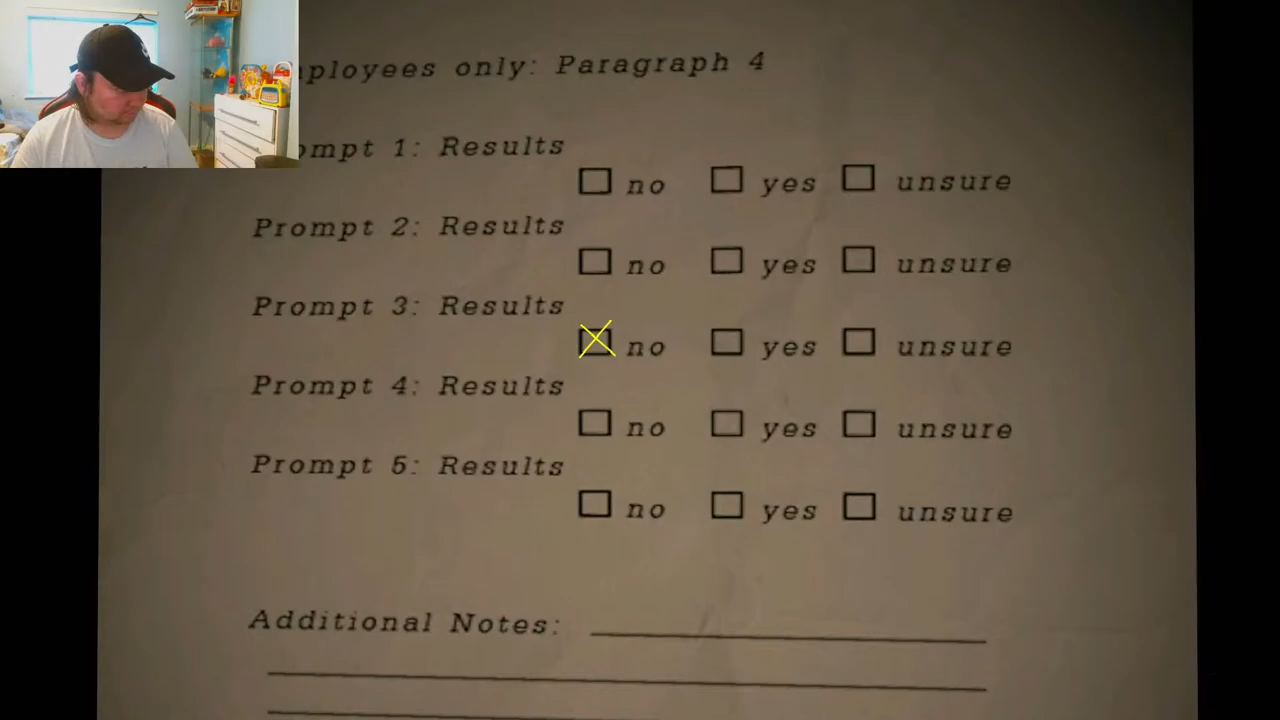 ployees only: Paragraph 4
ompt 1: Results
no yes unsure
Prompt 2: Results
no yes unsure
Prompt 3: Results
no yes unsure
Prompt 4: Results
no yes unsure
Prompt 5: Results
no yes unsure
Additional Notes: